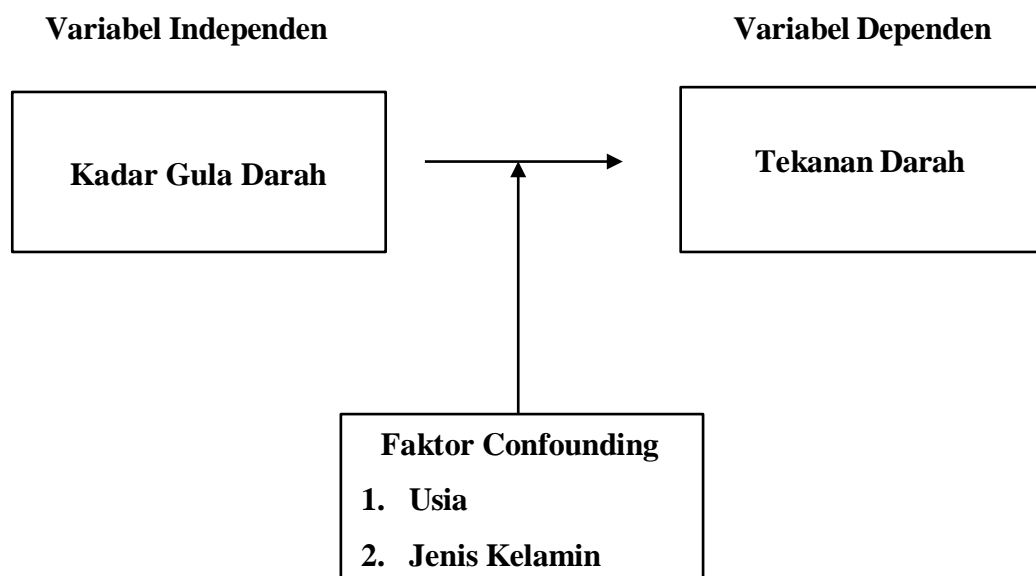 Variabel Independen
Variabel Dependen
Kadar Gula Darah
Tekanan Darah
Faktor Confounding
1. Usia
2. Jenis Kelamin